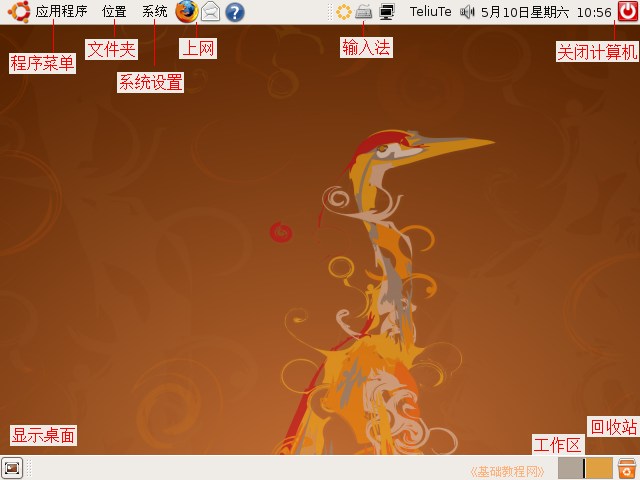 应用程序 位置 系统 TeliuTe 5月10日星期六 10:56
程序菜单
文件夹
系统设置
上网
输入法
关闭计算机
显示桌面
回收站
工作区
《基础教程网》